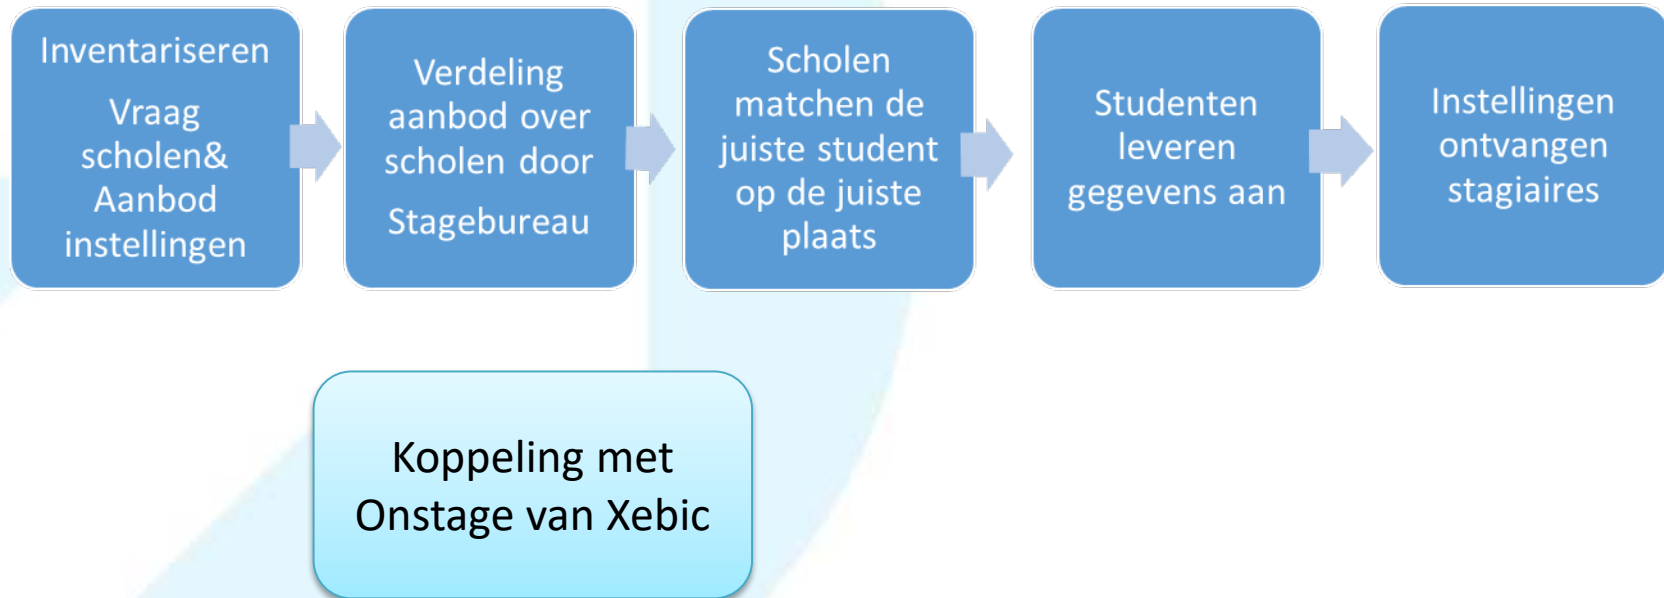 Inventariseren
Vraag
scholen&
Aanbod
instellingen
Verdeling
aanbod over
scholen door
Stagebureau
Scholen
matchen de
juiste student
op de juiste
plaats
Studenten
leveren
gegevens aan
Instellingen
ontvangen
stagiaires
Koppeling met
Onstage van Xebic